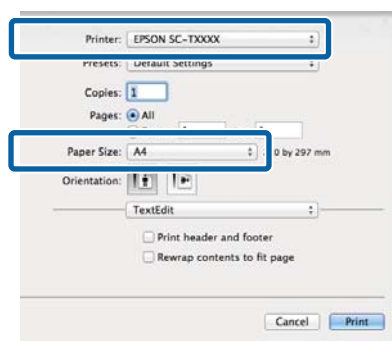 Printer: EPSON SC-TXXXX
Presets: Default Settings
Copies: 1
Pages: All
Paper Size: A4 by 297 mm
Orientation:
TextEdit
Print header and footer
Rewrap contents to fit page
Cancel Print